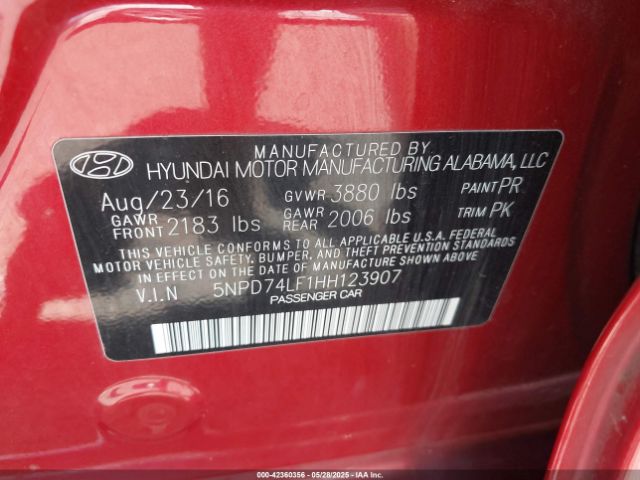 MANUFACTURED BY
HYUNDAI MOTOR MANUFACTURING ALABAMA, LLC
Aug/23/16 GVWR 3880 lbs PAINT PR
GAWR FRONT 2183 lbs GAWR REAR 2006 lbs TRIM PK
THIS VEHICLE CONFORMS TO ALL APPLICABLE U.S.A. FEDERAL
MOTOR VEHICLE SAFETY, BUMPER, AND THEFT PREVENTION STANDARDS
IN EFFECT ON THE DATE OF MANUFACTURE SHOWN ABOVE.
V.I.N 5NPD74LF1HH123907
PASSENGER CAR
000-42360356 - 05/28/2025 - IAAI.COM